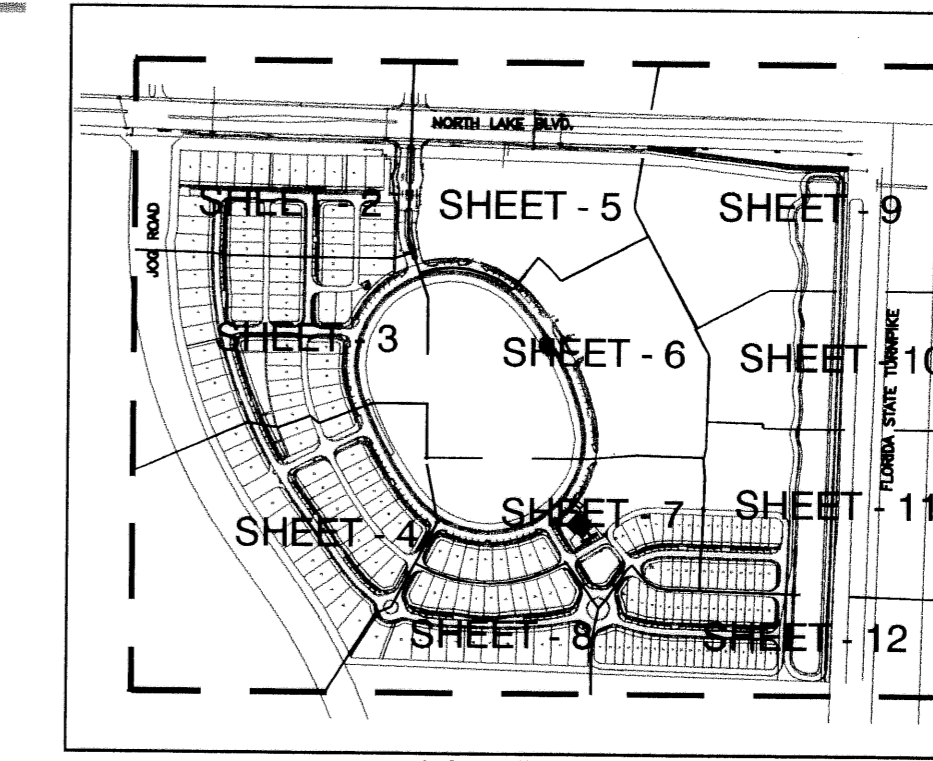 NORTH LAKE BLVD.
SHEET - 2
SHEET - 5
SHEET - 9
JOG ROAD
SHEET - 3
SHEET - 6
SHEET - 10
FLORIDA STATE TURNPIKE
SHEET - 4
SHEET - 7
SHEET - 11
SHEET - 8
SHEET - 12